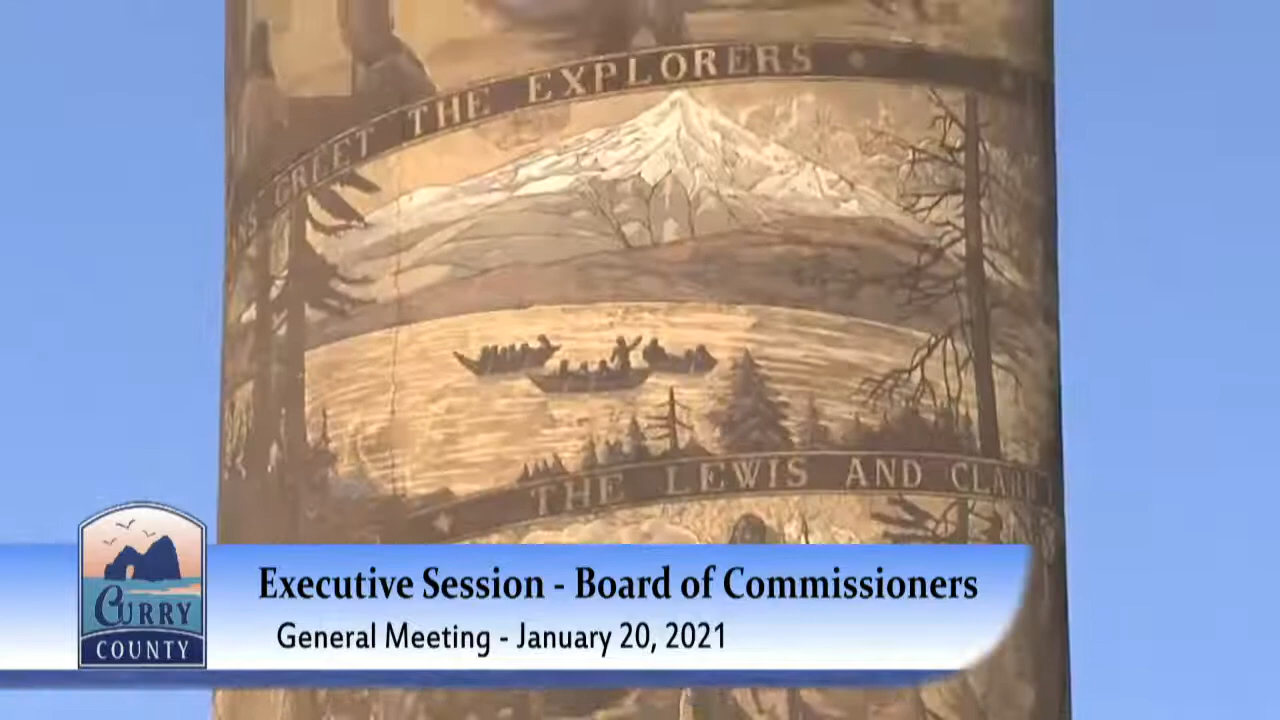 GREET THE EXPLORERS
THE LEWIS AND CLARK
Executive Session - Board of Commissioners
General Meeting - January 20, 2021
CURRY
COUNTY